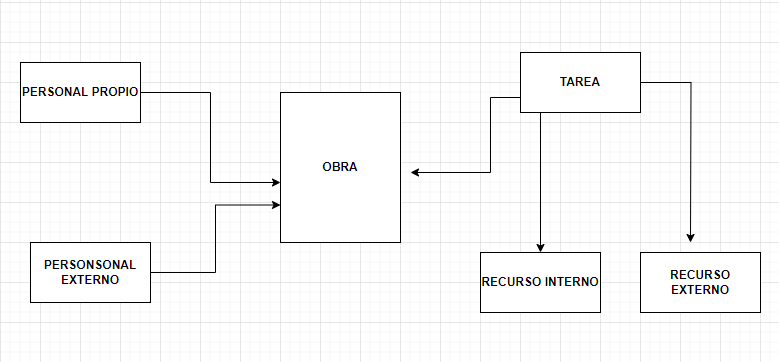 PERSONAL PROPIO
OBRA
TAREA
PERSONSONAL
EXTERNO
RECURSO INTERNO
RECURSO
EXTERNO